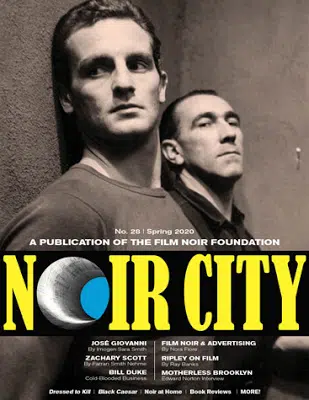 No. 28 | Spring 2020
A PUBLICATION OF THE FILM NOIR FOUNDATION
NOIR CITY
JOSÉ GIOVANNI
By Imogen Sara Smith
ZACHARY SCOTT
By Farran Smith Nehme
BILL DUKE
Cold-Blooded Business
FILM NOIR & ADVERTISING
By Nora Fiore
RIPLEY ON FILM
By Ray Banks
MOTHERLESS BROOKLYN
Edward Norton Interview
Dressed to Kill | Black Caesar | Noir at Home | Book Reviews | MORE!